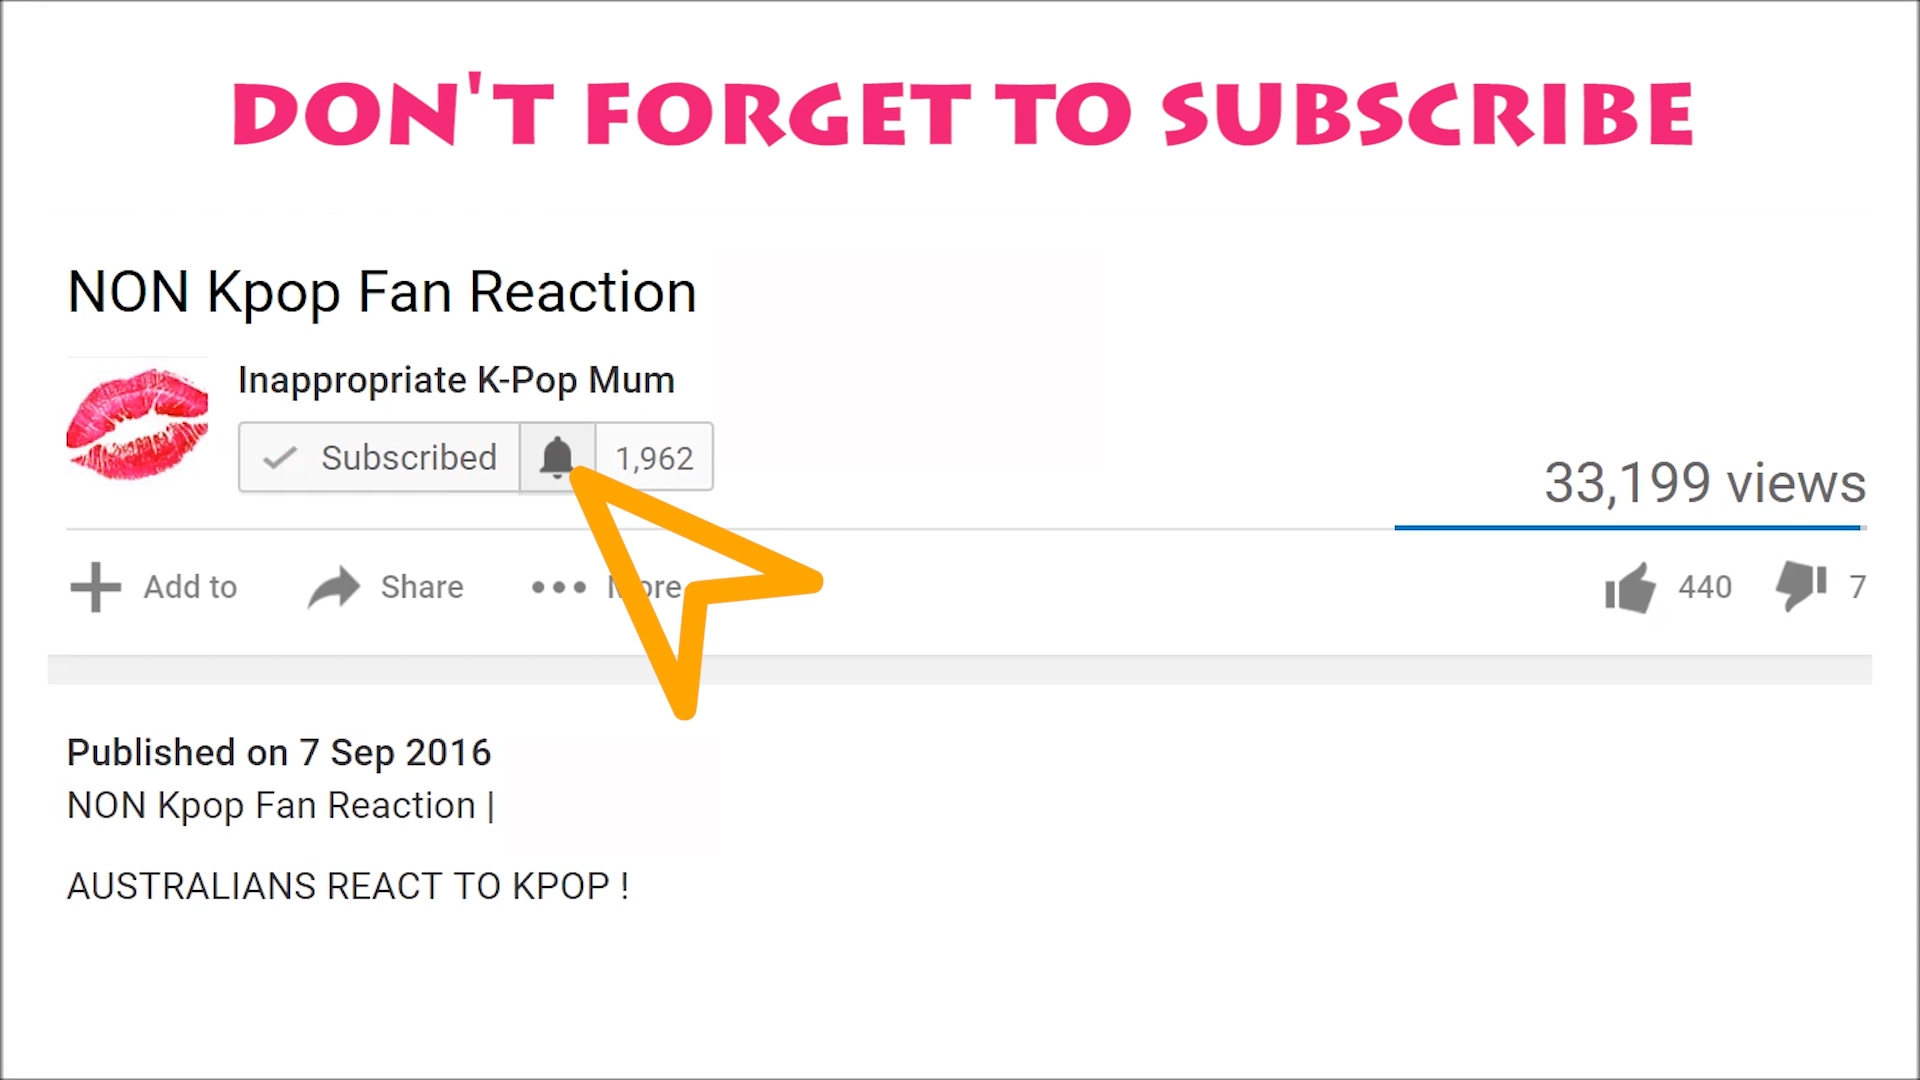 DON'T FORGET TO SUBSCRIBE
NON Kpop Fan Reaction
Inappropriate K-Pop Mum
Subscribed 1,962
33,199 views
Add to Share More 440 7
Published on 7 Sep 2016
NON Kpop Fan Reaction |
AUSTRALIANS REACT TO KPOP !